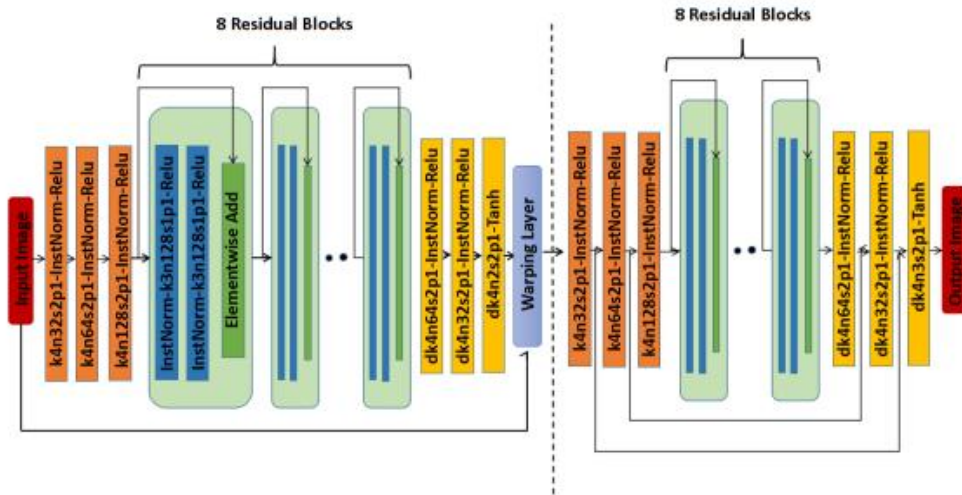 8 Residual Blocks
8 Residual Blocks
Input Image
k4n32s2p1-InstNorm-Relu
k4n64s2p1-InstNorm-Relu
k4n128s2p1-InstNorm-Relu
InstNorm-k3n128s1p1-Relu
InstNorm-k3n128s1p1-Relu
Elementwise Add
dk4n64s2p1-InstNorm-Relu
dk4n32s2p1-InstNorm-Relu
dk4n2s2p1-Tanh
Warping Layer
k4n32s2p1-InstNorm-Relu
k4n64s2p1-InstNorm-Relu
k4n128s2p1-InstNorm-Relu
dk4n64s2p1-InstNorm-Relu
dk4n32s2p1-InstNorm-Relu
dk4n3s2p1-Tanh
Output Image